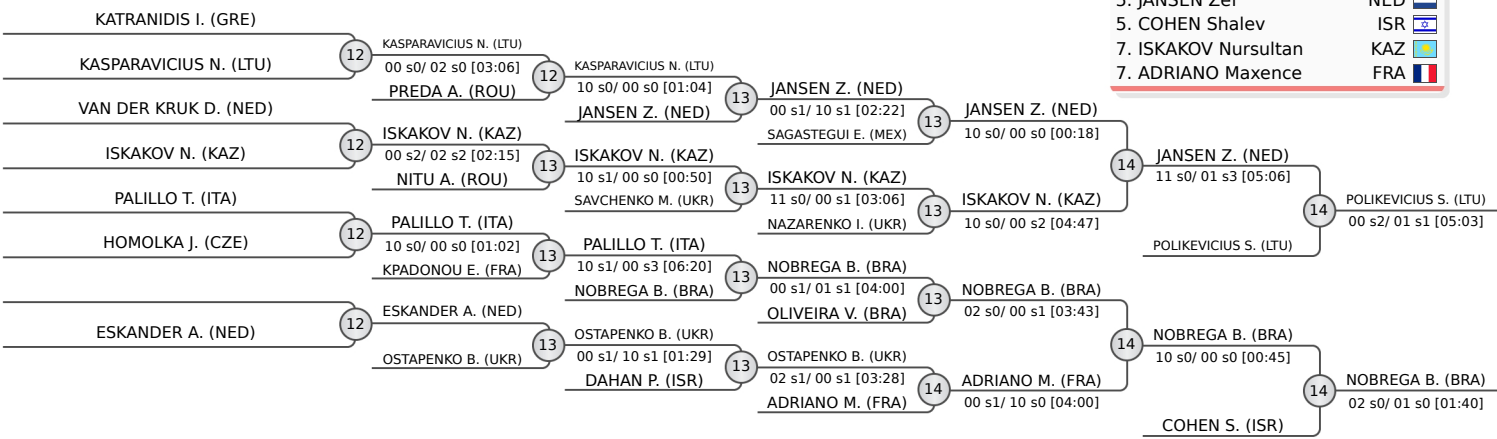 3. JANSEN Zef NED
5. COHEN Shalev ISR
7. ISKAKOV Nursultan KAZ
7. ADRIANO Maxence FRA
KATRANIDIS I. (GRE)
KASPARAVICIUS N. (LTU)
VAN DER KRUK D. (NED)
ISKAKOV N. (KAZ)
PALILLO T. (ITA)
HOMOLKA J. (CZE)
ESKANDER A. (NED)
12
12
12
12
KASPARAVICIUS N. (LTU)
00 s0/ 02 s0 [03:06]
PREDA A. (ROU)
ISKAKOV N. (KAZ)
00 s2/ 02 s2 [02:15]
NITU A. (ROU)
PALILLO T. (ITA)
10 s0/ 00 s0 [01:02]
KPADONOU E. (FRA)
ESKANDER A. (NED)
OSTAPENKO B. (UKR)
12
13
13
13
KASPARAVICIUS N. (LTU)
10 s0/ 00 s0 [01:04]
JANSEN Z. (NED)
ISKAKOV N. (KAZ)
10 s1/ 00 s0 [00:50]
SAVCHENKO M. (UKR)
PALILLO T. (ITA)
10 s1/ 00 s3 [06:20]
NOBREGA B. (BRA)
OSTAPENKO B. (UKR)
00 s1/ 10 s1 [01:29]
DAHAN P. (ISR)
13
13
13
13
JANSEN Z. (NED)
00 s1/ 10 s1 [02:22]
SAGASTEGUI E. (MEX)
ISKAKOV N. (KAZ)
11 s0/ 00 s1 [03:06]
NAZARENKO I. (UKR)
NOBREGA B. (BRA)
00 s1/ 01 s1 [04:00]
OLIVEIRA V. (BRA)
OSTAPENKO B. (UKR)
02 s1/ 00 s1 [03:28]
ADRIANO M. (FRA)
13
13
13
14
JANSEN Z. (NED)
10 s0/ 00 s0 [00:18]
ISKAKOV N. (KAZ)
10 s0/ 00 s2 [04:47]
NOBREGA B. (BRA)
02 s0/ 00 s1 [03:43]
ADRIANO M. (FRA)
00 s1/ 10 s0 [04:00]
14
14
JANSEN Z. (NED)
11 s0/ 01 s3 [05:06]
POLIKEVICIUS S. (LTU)
NOBREGA B. (BRA)
10 s0/ 00 s0 [00:45]
COHEN S. (ISR)
14
14
POLIKEVICIUS S. (LTU)
00 s2/ 01 s1 [05:03]
NOBREGA B. (BRA)
02 s0/ 01 s0 [01:40]